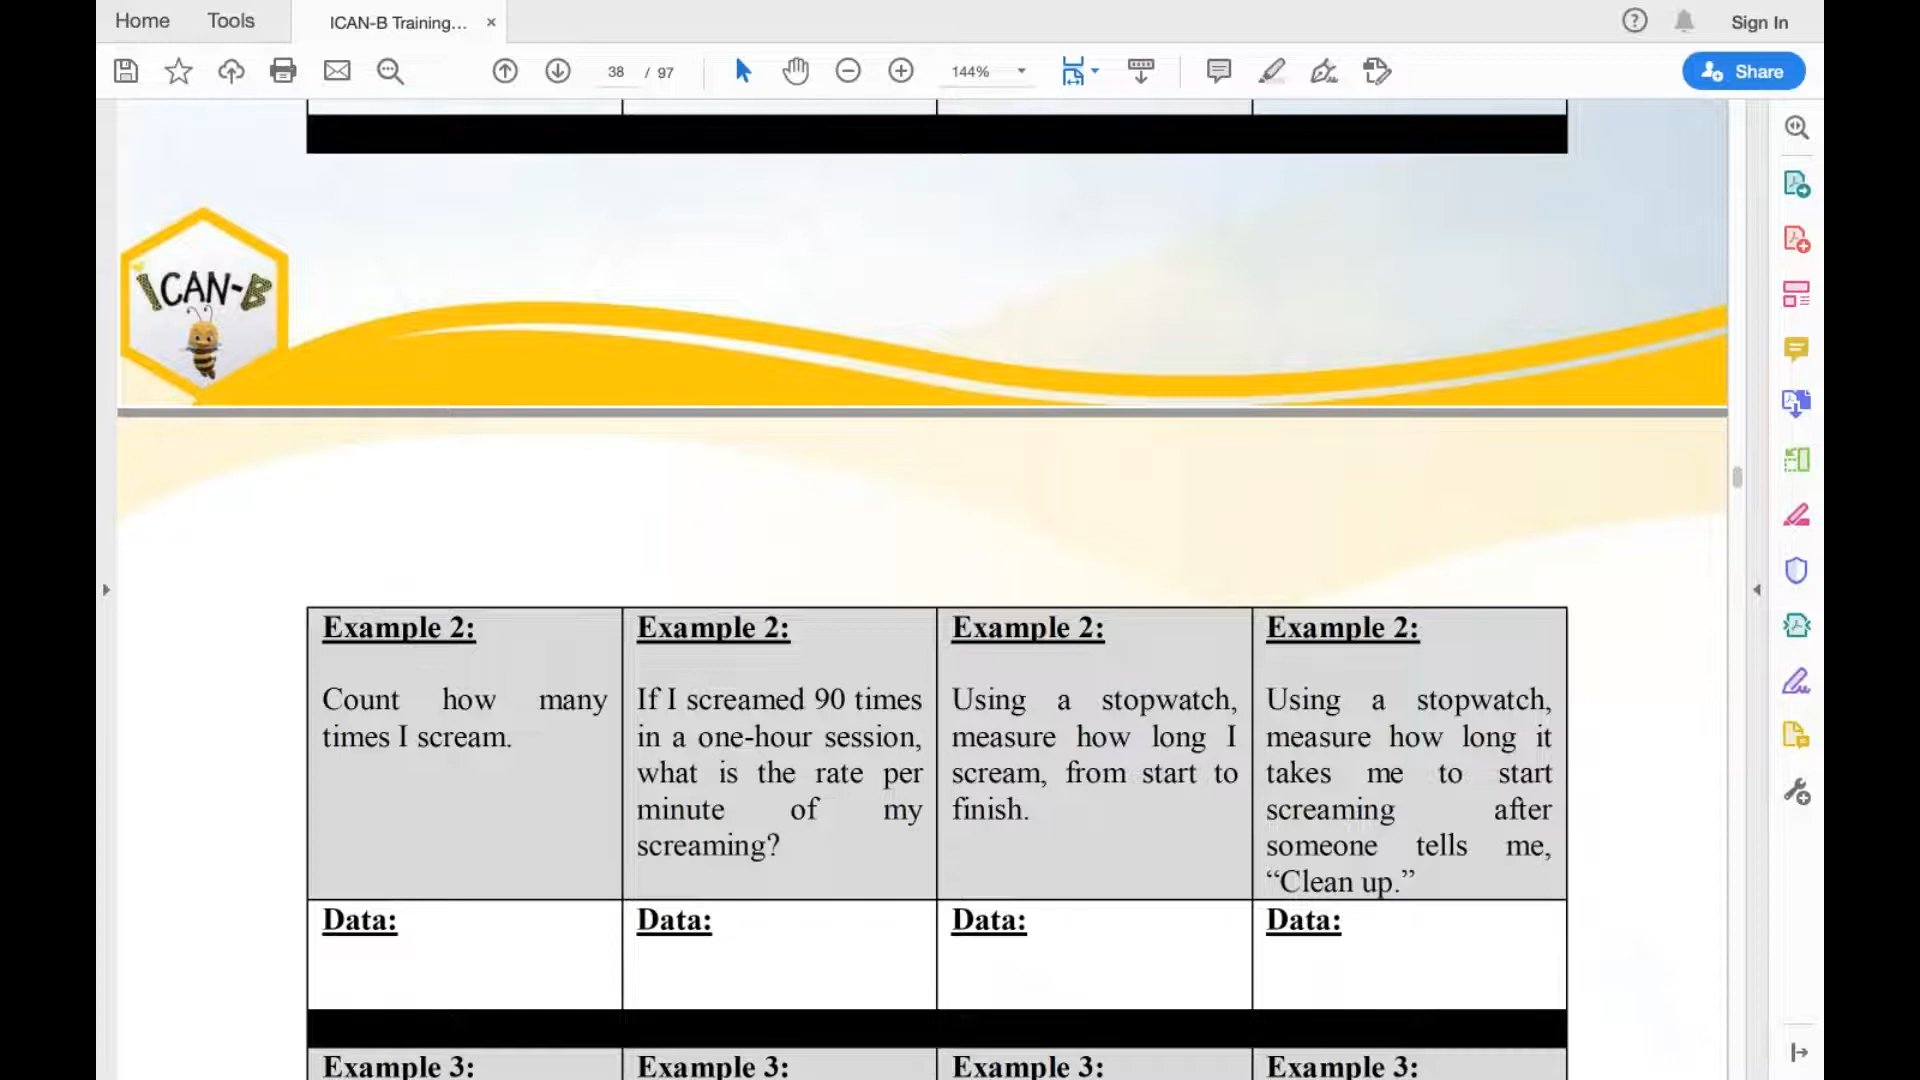 Home Tools ICAN-B Training... × Sign In
38 / 97 144% Share
ICAN-B
Example 2: Example 2: Example 2: Example 2:
Count how many
times I scream.
If I screamed 90 times
in a one-hour session,
what is the rate per
minute of my
screaming?
Using a stopwatch,
measure how long I
scream, from start to
finish.
Using a stopwatch,
measure how long it
takes me to start
screaming after
someone tells me,
“Clean up.”
Data: Data: Data: Data:
Example 3: Example 3: Example 3: Example 3: